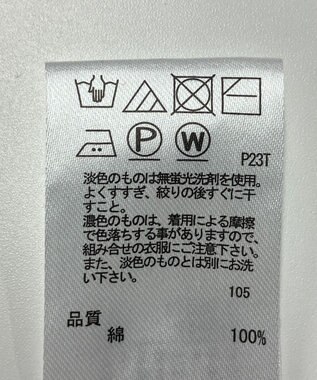 P
W
P23T
淡色のものは無蛍光洗剤を使用。
よくすすぎ、絞りの後すぐに干
すこと。
濃色のものは、着用による摩擦
で色落ちする事がありますので、
組み合せの衣服にご注意下さい。
また、淡色のものとは別にお洗
い下さい。
105
品質
綿 100%